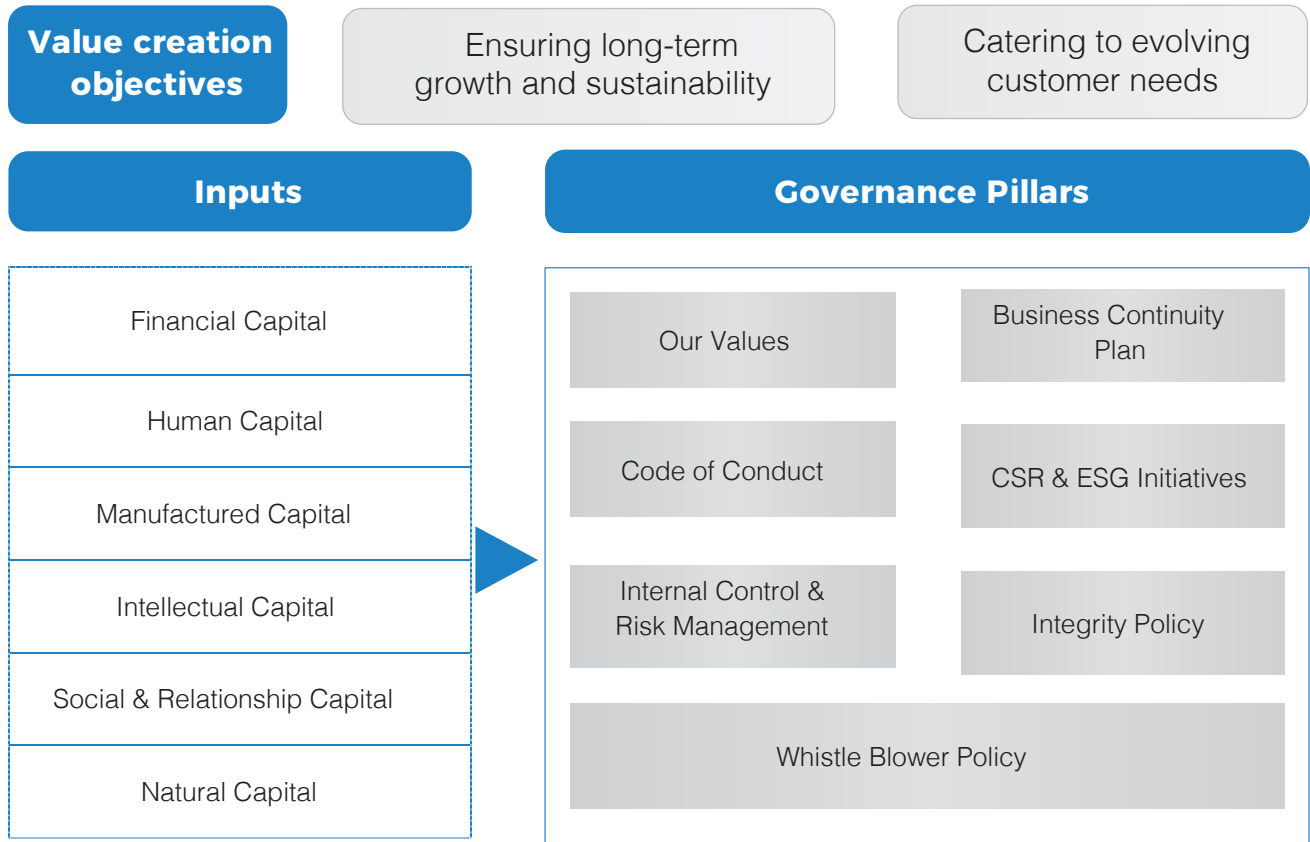 Value creation
objectives
Ensuring long-term
growth and sustainability
Catering to evolving
customer needs
Inputs
Financial Capital
Human Capital
Manufactured Capital
Intellectual Capital
Social & Relationship Capital
Natural Capital
Governance Pillars
Our Values
Business Continuity
Plan
Code of Conduct
CSR & ESG Initiatives
Internal Control &
Risk Management
Integrity Policy
Whistle Blower Policy